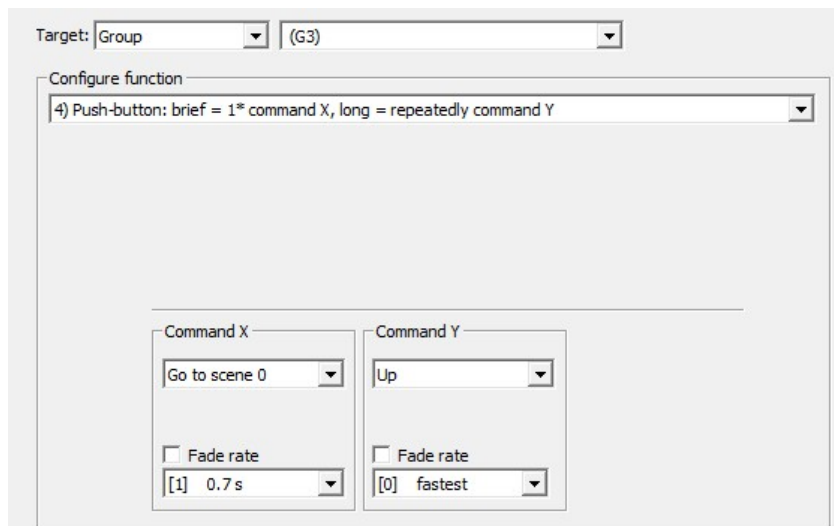 Target: Group (G3)
Configure function
4) Push-button: brief = 1* command X, long = repeatedly command Y
Command X Command Y
Go to scene 0 Up
Fade rate Fade rate
[1] 0.7 s [0] fastest